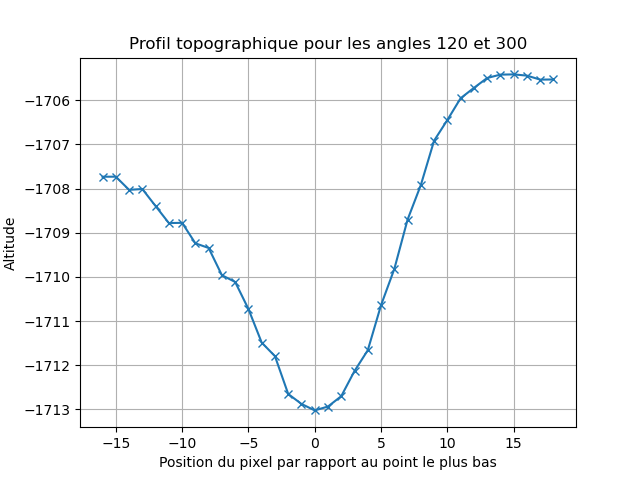 Profil topographique pour les angles 120 et 300
Altitude
−1706
−1707
−1708
−1709
−1710
−1711
−1712
−1713
−15 −10 −5 0 5 10 15
Position du pixel par rapport au point le plus bas